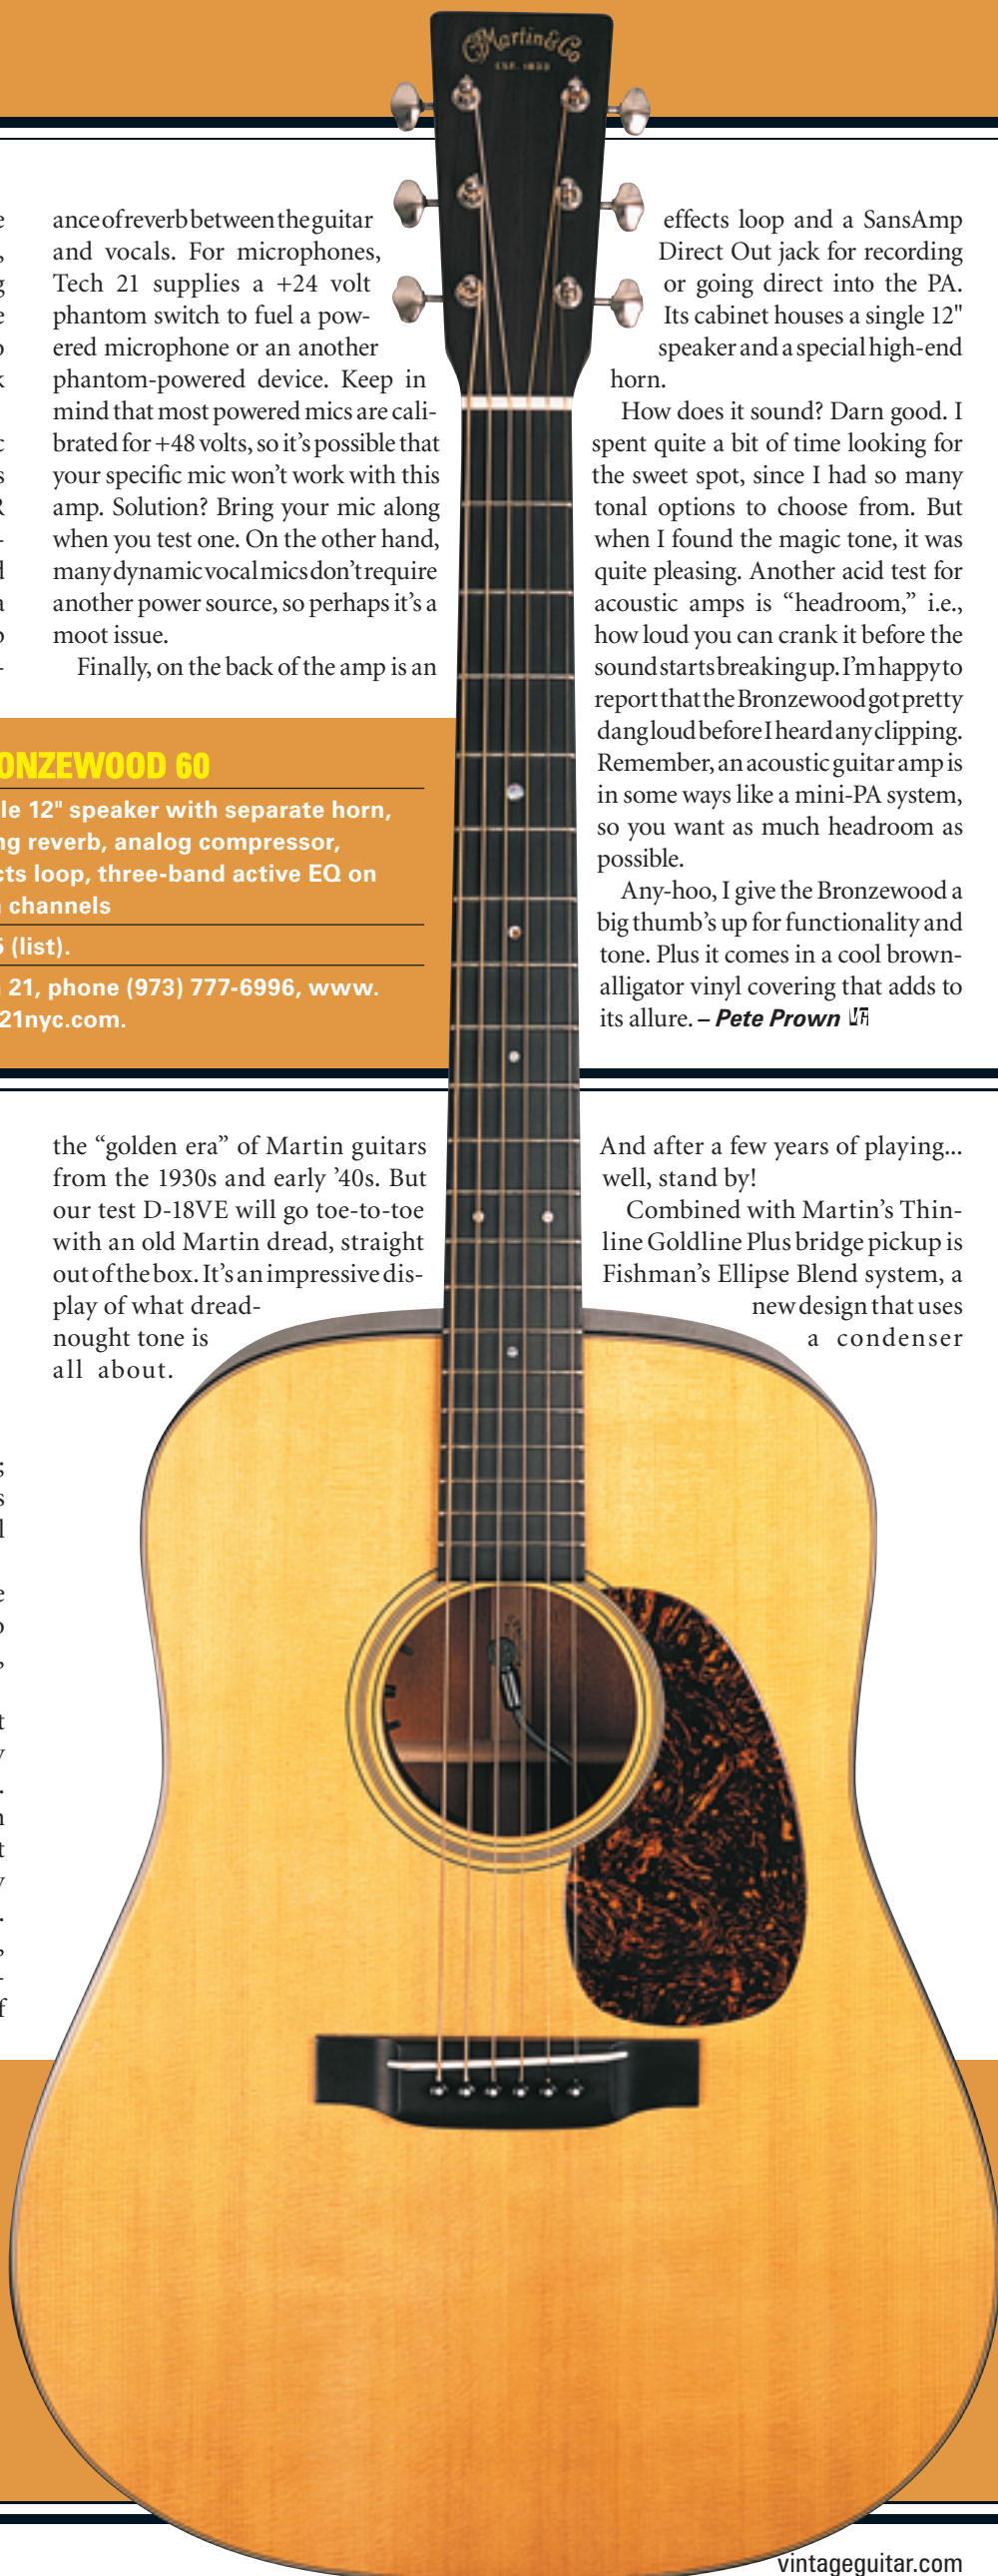 Martin & Co
EST. 1833
ance of reverb between the guitar
and vocals. For microphones,
Tech 21 supplies a +24 volt
phantom switch to fuel a pow-
ered microphone or an another
phantom-powered device. Keep in
mind that most powered mics are cali-
brated for +48 volts, so it's possible that
your specific mic won't work with this
amp. Solution? Bring your mic along
when you test one. On the other hand,
many dynamic vocal mics don't require
another power source, so perhaps it's a
moot issue.
Finally, on the back of the amp is an
effects loop and a SansAmp
Direct Out jack for recording
or going direct into the PA.
Its cabinet houses a single 12"
speaker and a special high-end
horn.
How does it sound? Darn good. I
spent quite a bit of time looking for
the sweet spot, since I had so many
tonal options to choose from. But
when I found the magic tone, it was
quite pleasing. Another acid test for
acoustic amps is “headroom,” i.e.,
how loud you can crank it before the
sound starts breaking up. I'm happy to
report that the Bronzewood got pretty
dang loud before I heard any clipping.
Remember, an acoustic guitar amp is
in some ways like a mini-PA system,
so you want as much headroom as
possible.
Any-hoo, I give the Bronzewood a
big thumb's up for functionality and
tone. Plus it comes in a cool brown-
alligator vinyl covering that adds to
its allure. – Pete Prown VG
ONZEWOOD 60
le 12" speaker with separate horn,
ng reverb, analog compressor,
cts loop, three-band active EQ on
channels
(list).
21, phone (973) 777-6996, www.
21nyc.com.
the “golden era” of Martin guitars
from the 1930s and early ’40s. But
our test D-18VE will go toe-to-toe
with an old Martin dread, straight
out of the box. It's an impressive dis-
play of what dread-
nought tone is
all about.
And after a few years of playing...
well, stand by!
Combined with Martin's Thin-
line Goldline Plus bridge pickup is
Fishman's Ellipse Blend system, a
new design that uses
a condenser
vintageguitar.com